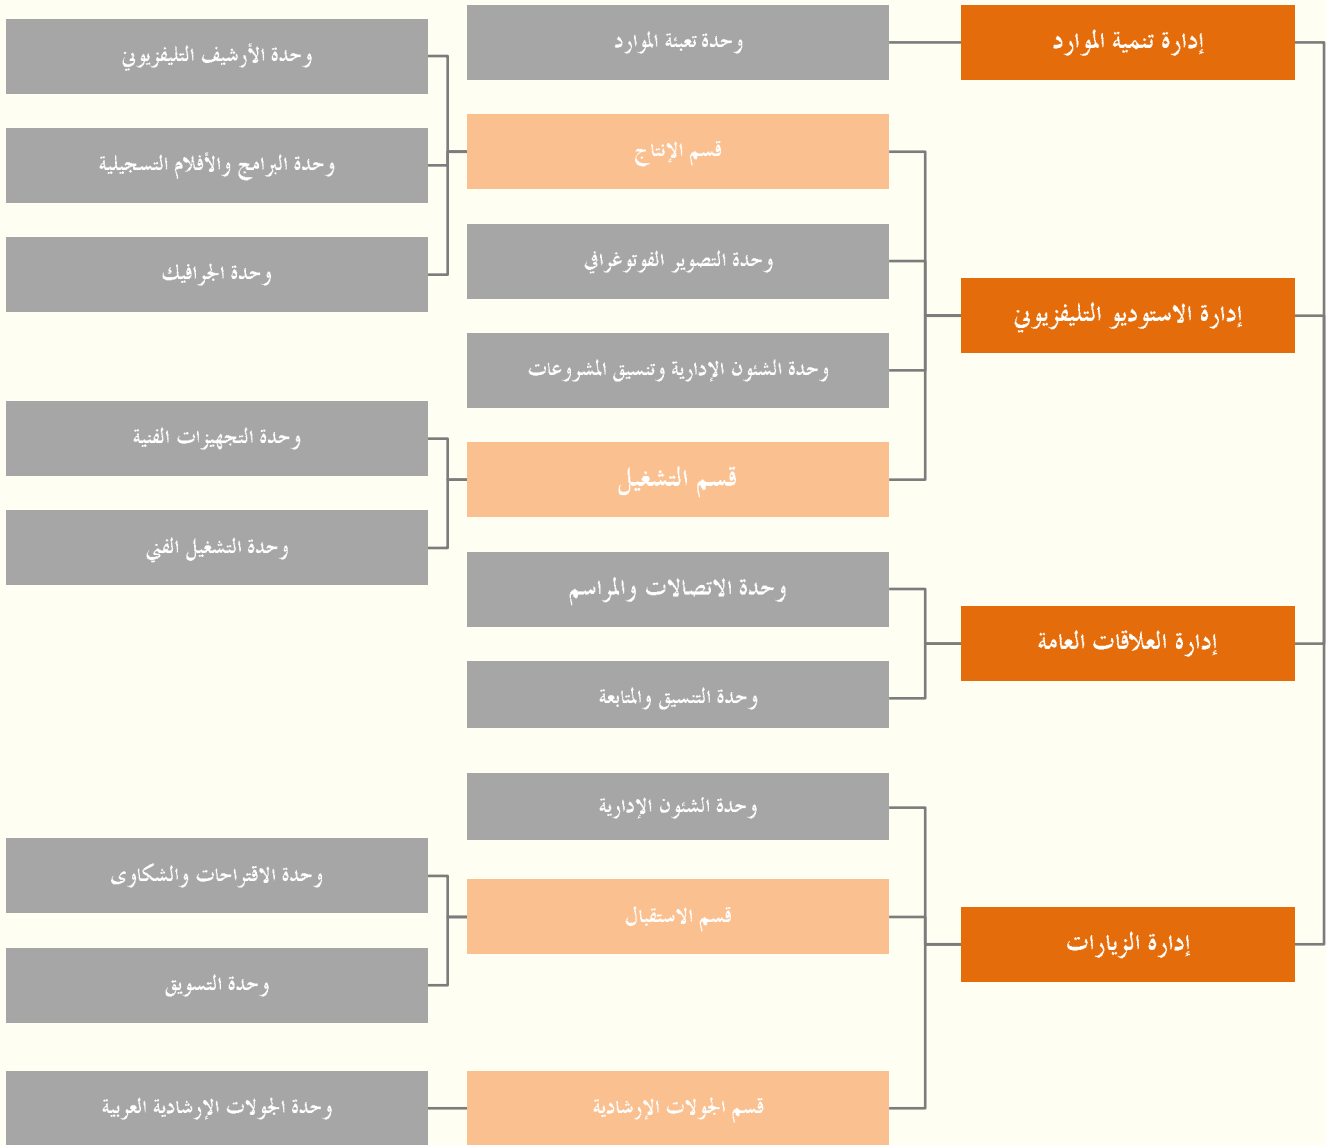 إدارة تنمية الموارد
وحدة تعبئة الموارد
إدارة الاستوديو التليفزيوني
قسم الإنتاج
وحدة الأرشيف التليفزيوني
وحدة البرامج والأفلام التسجيلية
وحدة الجرافيك
وحدة التصوير الفوتوغرافي
وحدة الشئون الإدارية وتنسيق المشروعات
قسم التشغيل
وحدة التجهيزات الفنية
وحدة التشغيل الفني
إدارة العلاقات العامة
وحدة الاتصالات والمراسم
وحدة التنسيق والمتابعة
إدارة الزيارات
وحدة الشئون الإدارية
قسم الاستقبال
وحدة الاقتراحات والشكاوى
وحدة التسويق
قسم الجولات الإرشادية
وحدة الجولات الإرشادية العربية